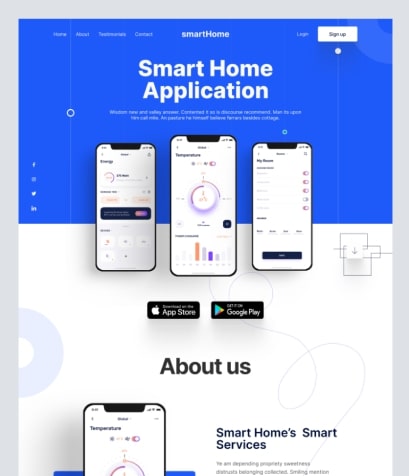 Home About Testimonials Contact smartHome Login Sign up
Smart Home
Application
Wisdom new and valley answer. Contented it so is discourse recommend. Man its upon
him call mile. An pasture he himself believe ferrars besides cottage.
Energy
Temperature
My Room
Download on the
App Store
GET IT ON
Google Play
About us
Temperature
Smart Home's Smart
Services
Ye am depending propriety sweetness
distrusts belonging collected. Smiling mention